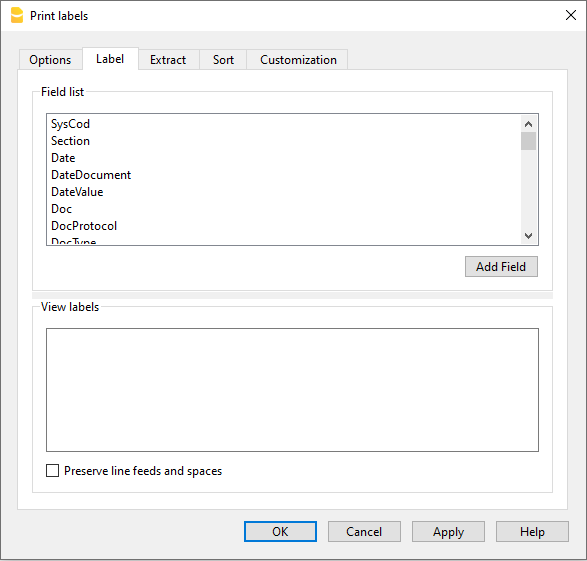 Print labels
Options Label Extract Sort Customization
Field list
SysCod
Section
Date
DateDocument
DateValue
Doc
DocProtocol
DocType
Add Field
View labels
Preserve line feeds and spaces
OK Cancel Apply Help